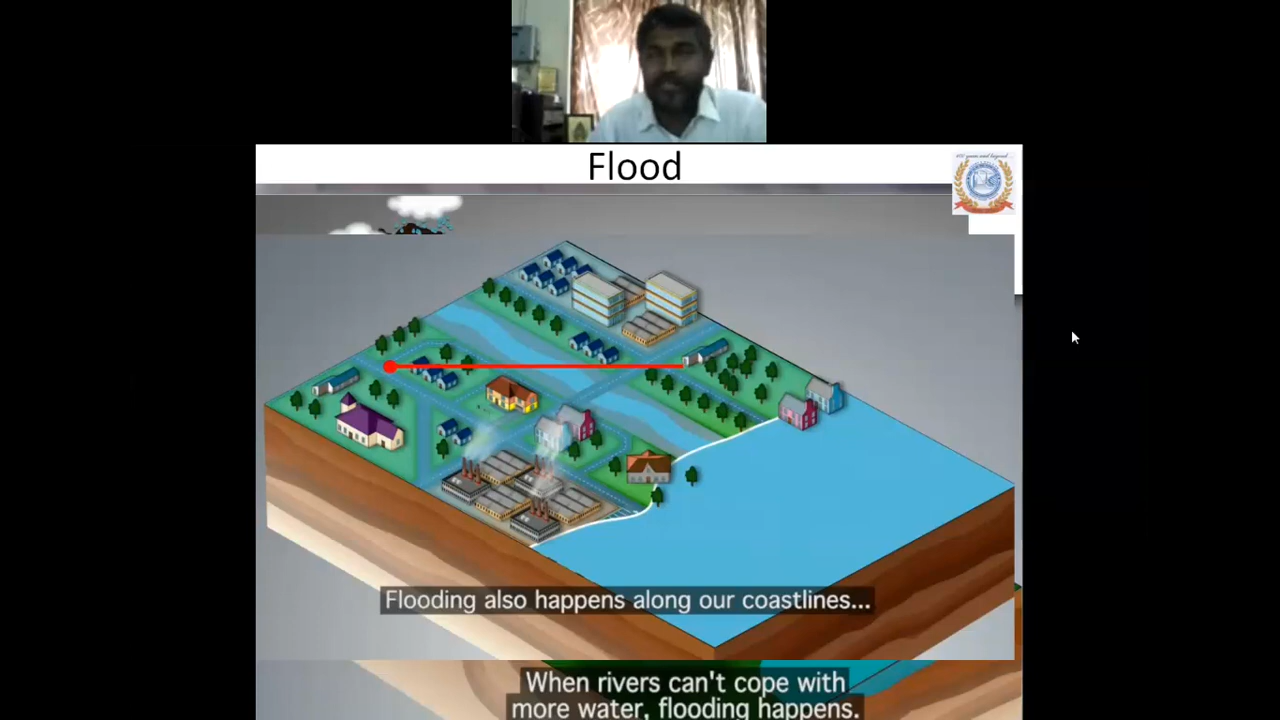 Flood
Flooding also happens along our coastlines...
When rivers can't cope with
more water, flooding happens.